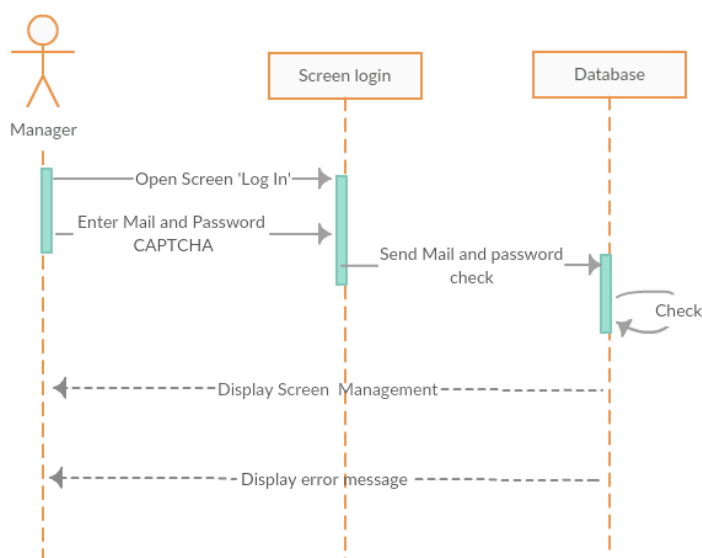 Screen login
Database
Manager
Open Screen 'Log In'
Enter Mail and Password
CAPTCHA
Send Mail and password
check
Check
Display Screen Management
Display error message